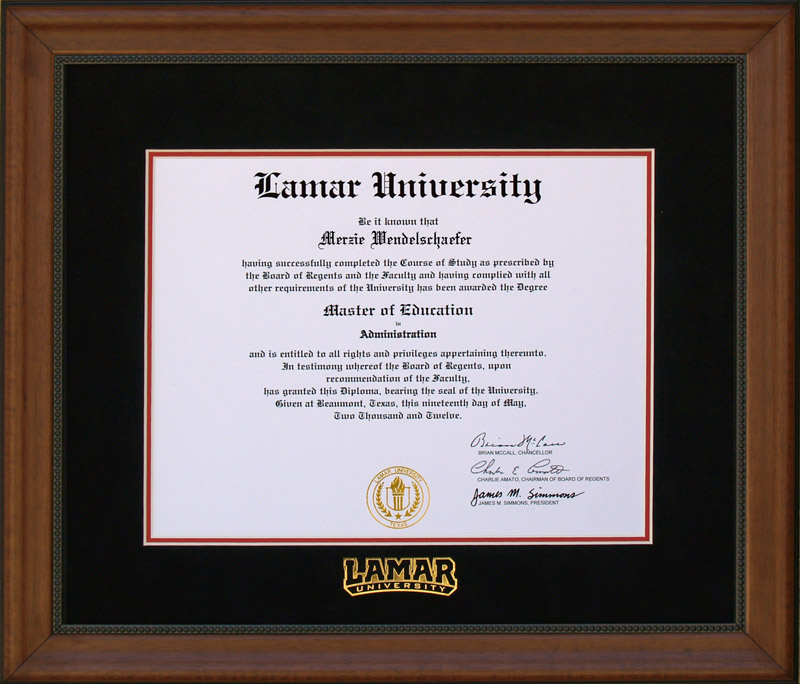 Lamar University
Be it known that
Merzie Wendelschaefer
having successfully completed the Course of Study as prescribed by
the Board of Regents and the Faculty and having complied with all
other requirements of the University has been awarded the Degree
Master of Education
in
Administration
and is entitled to all rights and privileges appertaining thereunto.
In testimony whereof the Board of Regents, upon
recommendation of the Faculty,
has granted this Diploma, bearing the seal of the University.
Given at Beaumont, Texas, this nineteenth day of May,
Two Thousand and Twelve.
Brian McCall
BRIAN MCCALL, CHANCELLOR
Charlie Amato
CHARLIE AMATO, CHAIRMAN OF BOARD OF REGENTS
James M. Simmons
JAMES M. SIMMONS, PRESIDENT
LAMAR UNIVERSITY
TEXAS
LAMAR
UNIVERSITY